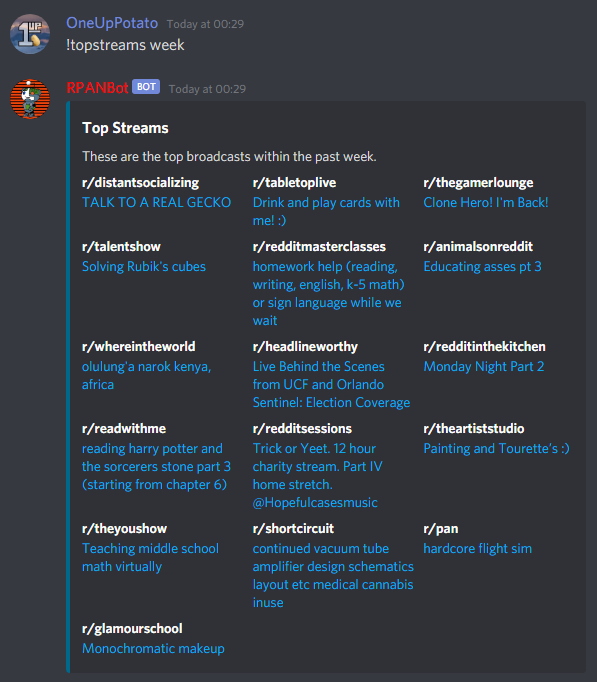 OneUpPotato Today at 00:29
!topstreams week
RPANBot BOT Today at 00:29
Top Streams
These are the top broadcasts within the past week.
r/distantsocializing
TALK TO A REAL GECKO
r/tabletoplive
Drink and play cards with
me! :)
r/thegamerlounge
Clone Hero! I'm Back!
r/talentshow
Solving Rubik's cubes
r/redditmasterclasses
homework help (reading,
writing, english, k-5 math)
or sign language while we
wait
r/animalsonreddit
Educating asses pt 3
r/whereintheworld
olulung'a narok kenya,
africa
r/headlineworthy
Live Behind the Scenes
from UCF and Orlando
Sentinel: Election Coverage
r/redditinthekitchen
Monday Night Part 2
r/readwithme
reading harry potter and
the sorcerers stone part 3
(starting from chapter 6)
r/redditsessions
Trick or Yeet. 12 hour
charity stream. Part IV
home stretch.
@Hopefulcasesmusic
r/theartiststudio
Painting and Tourette's :)
r/theyoushow
Teaching middle school
math virtually
r/shortcircuit
continued vacuum tube
amplifier design schematics
layout etc medical cannabis
inuse
r/pan
hardcore flight sim
r/glamourschool
Monochromatic makeup